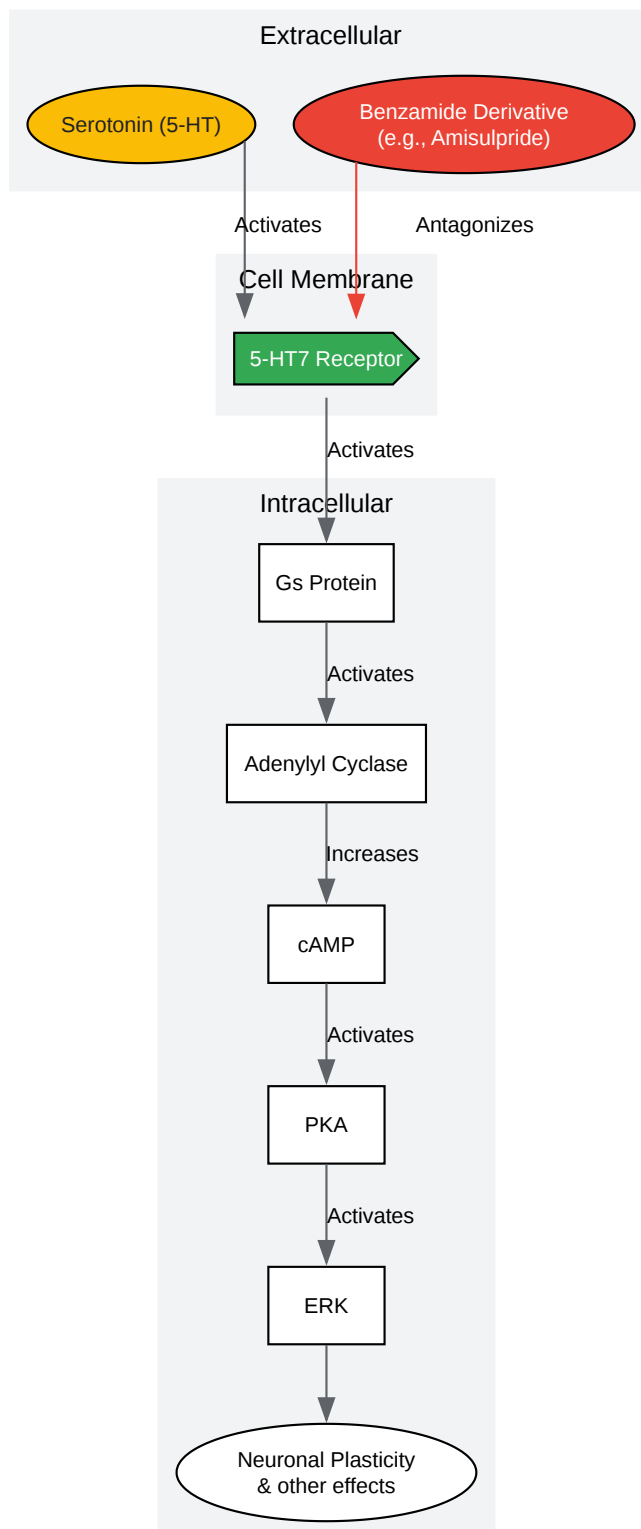 Extracellular
Serotonin (5-HT)
Benzamide Derivative
(e.g., Amisulpride)
Activates
Antagonizes
Cell Membrane
5-HT7 Receptor
Activates
Intracellular
Gs Protein
Activates
Adenylyl Cyclase
Increases
cAMP
Activates
PKA
Activates
ERK
Neuronal Plasticity
& other effects